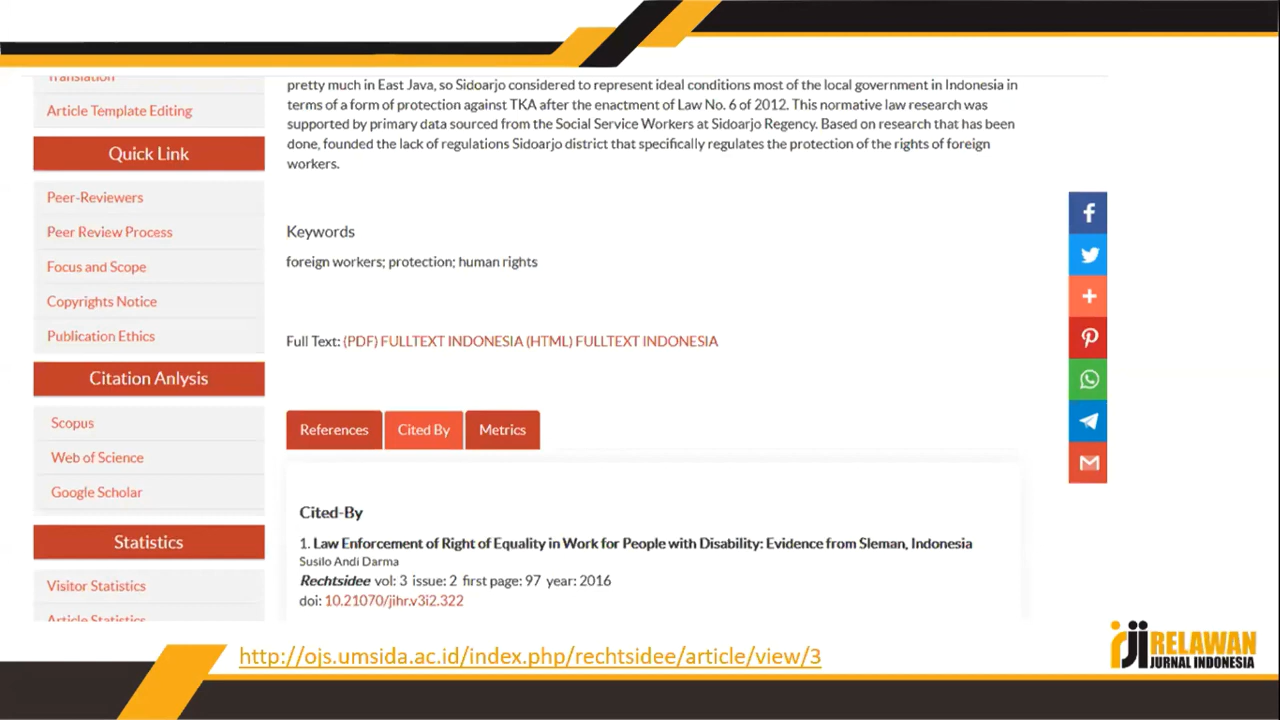 Translation
Article Template Editing
Quick Link
Peer-Reviewers
Peer Review Process
Focus and Scope
Copyrights Notice
Publication Ethics
Citation Anlysis
Scopus
Web of Science
Google Scholar
Statistics
Visitor Statistics
Article Statistics
pretty much in East Java, so Sidoarjo considered to represent ideal conditions most of the local government in Indonesia in
terms of a form of protection against TKA after the enactment of Law No. 6 of 2012. This normative law research was
supported by primary data sourced from the Social Service Workers at Sidoarjo Regency. Based on research that has been
done, founded the lack of regulations Sidoarjo district that specifically regulates the protection of the rights of foreign
workers.
Keywords
foreign workers; protection; human rights
Full Text: (PDF) FULLTEXT INDONESIA (HTML) FULLTEXT INDONESIA
References Cited By Metrics
Cited-By
1. Law Enforcement of Right of Equality in Work for People with Disability: Evidence from Sleman, Indonesia
Susilo Andi Darma
Rechtsidee vol: 3 issue: 2 first page: 97 year: 2016
doi: 10.21070/jihr.v3i2.322
http://ojs.umsida.ac.id/index.php/rechtsidee/article/view/3
RELAWAN
JURNAL INDONESIA